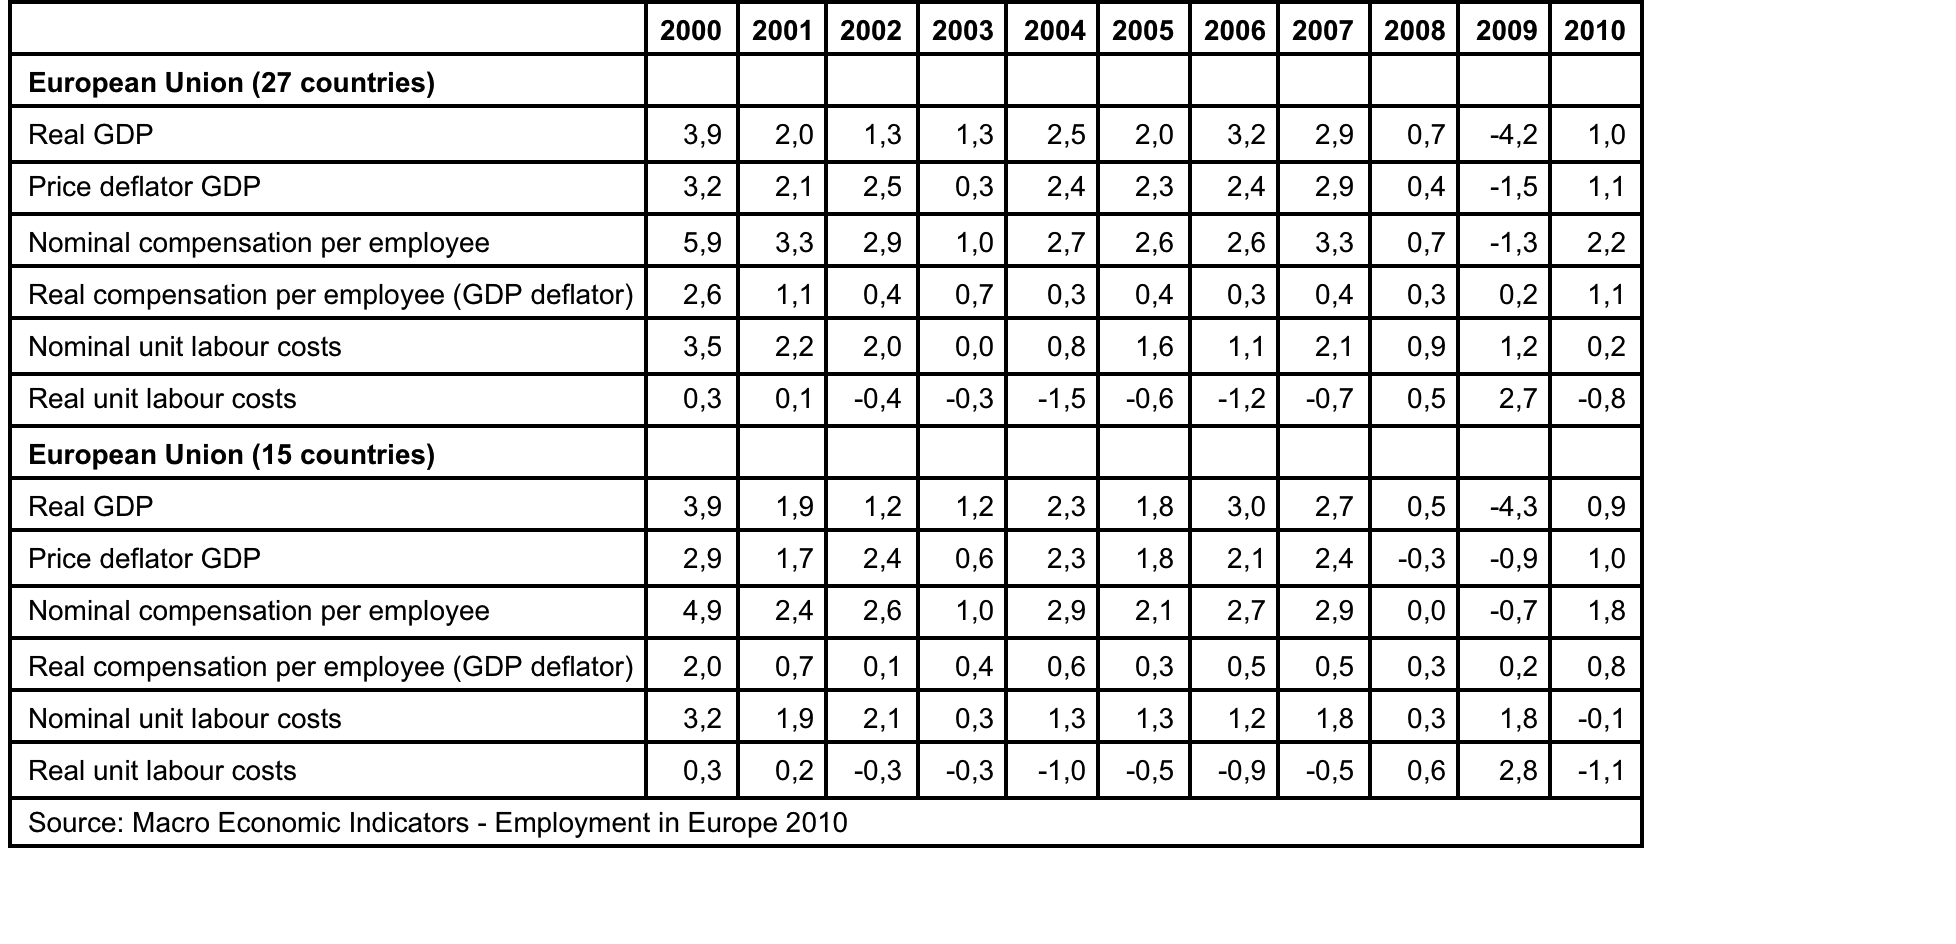 2000 2001 2002 2003 2004 2005 2006 2007 2008 2009 2010
European Union (27 countries)
Real GDP 3,9 2,0 1,3 1,3 2,5 2,0 3,2 2,9 0,7 -4,2 1,0
Price deflator GDP 3,2 2,1 2,5 0,3 2,4 2,3 2,4 2,9 0,4 -1,5 1,1
Nominal compensation per employee 5,9 3,3 2,9 1,0 2,7 2,6 2,6 3,3 0,7 -1,3 2,2
Real compensation per employee (GDP deflator) 2,6 1,1 0,4 0,7 0,3 0,4 0,3 0,4 0,3 0,2 1,1
Nominal unit labour costs 3,5 2,2 2,0 0,0 0,8 1,6 1,1 2,1 0,9 1,2 0,2
Real unit labour costs 0,3 0,1 -0,4 -0,3 -1,5 -0,6 -1,2 -0,7 0,5 2,7 -0,8
European Union (15 countries)
Real GDP 3,9 1,9 1,2 1,2 2,3 1,8 3,0 2,7 0,5 -4,3 0,9
Price deflator GDP 2,9 1,7 2,4 0,6 2,3 1,8 2,1 2,4 -0,3 -0,9 1,0
Nominal compensation per employee 4,9 2,4 2,6 1,0 2,9 2,1 2,7 2,9 0,0 -0,7 1,8
Real compensation per employee (GDP deflator) 2,0 0,7 0,1 0,4 0,6 0,3 0,5 0,5 0,3 0,2 0,8
Nominal unit labour costs 3,2 1,9 2,1 0,3 1,3 1,3 1,2 1,8 0,3 1,8 -0,1
Real unit labour costs 0,3 0,2 -0,3 -0,3 -1,0 -0,5 -0,9 -0,5 0,6 2,8 -1,1
Source: Macro Economic Indicators - Employment in Europe 2010